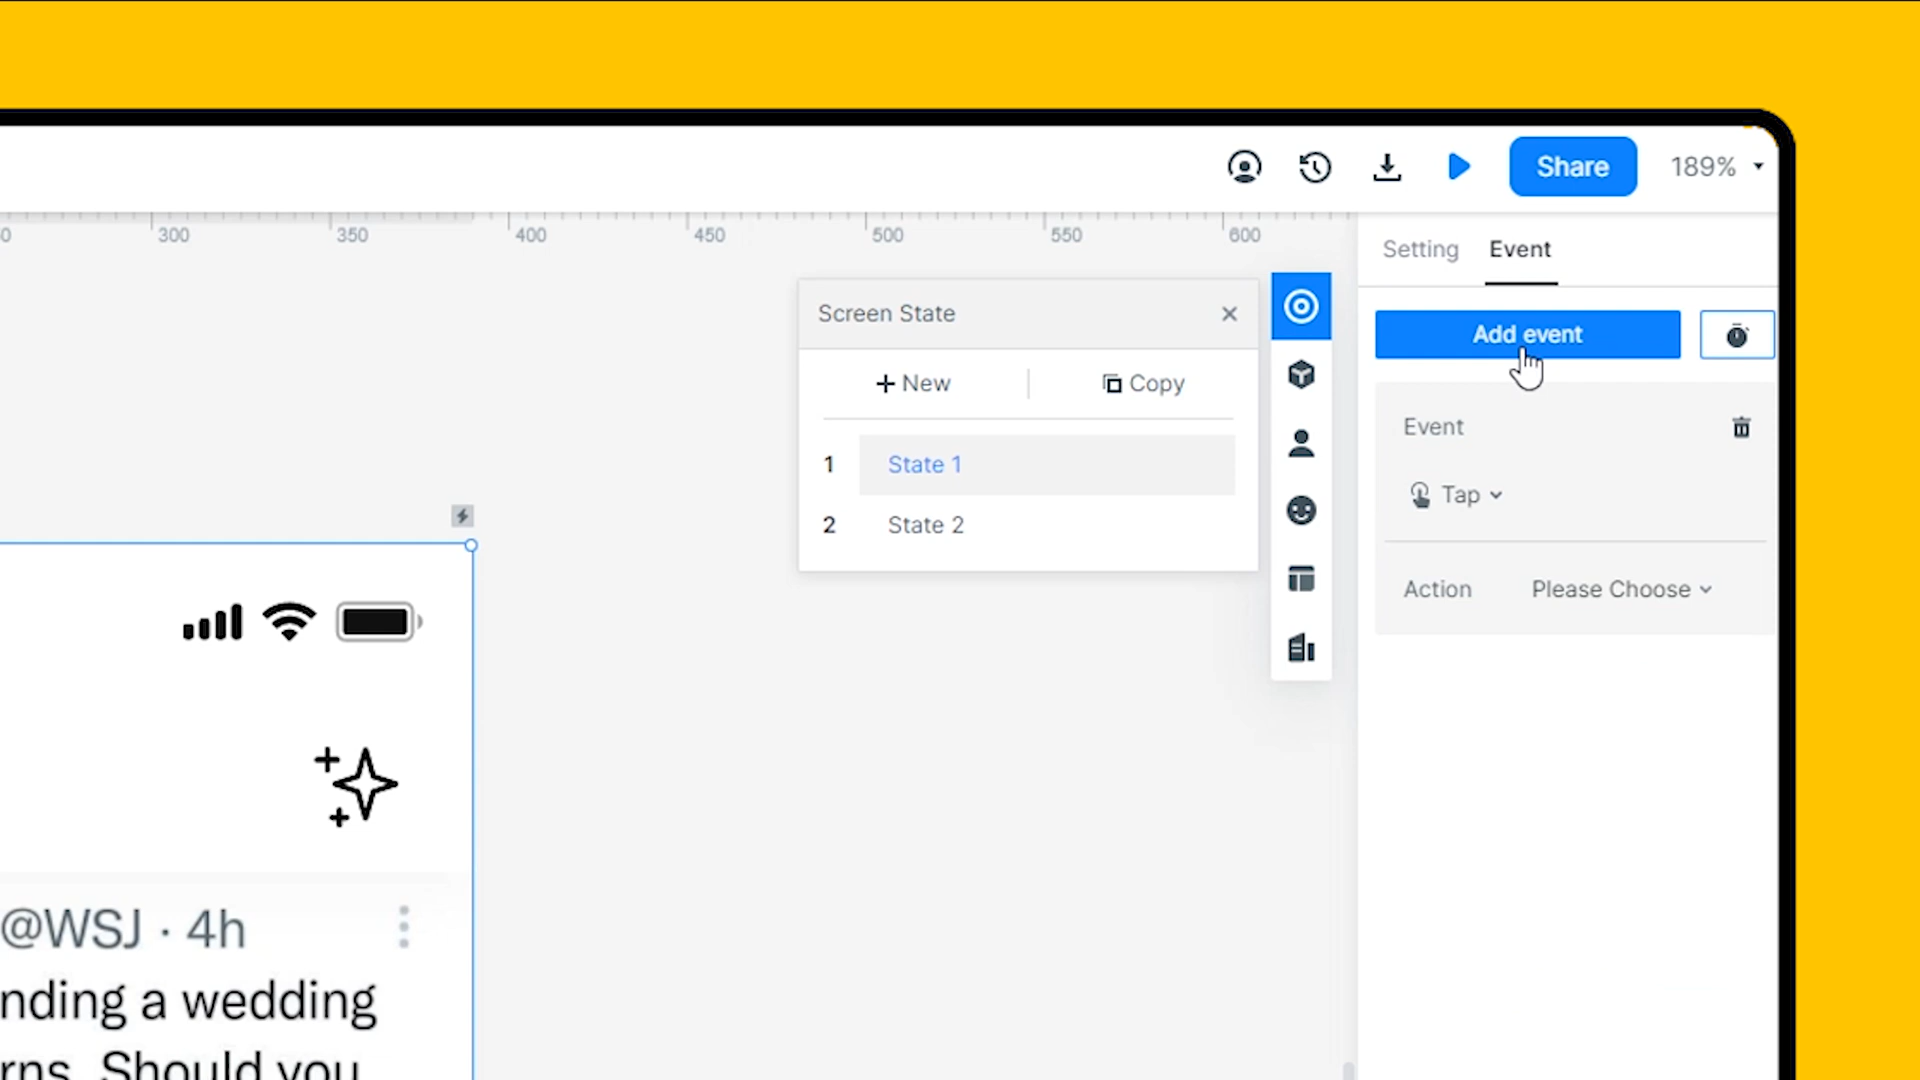 Share
189%
300
350
400
450
500
550
600
Setting
Event
Screen State
Add event
New
Copy
Event
1
State 1
Tap
2
State 2
Action
Please Choose
@WSJ · 4h
nding a wedding
rns. Should you